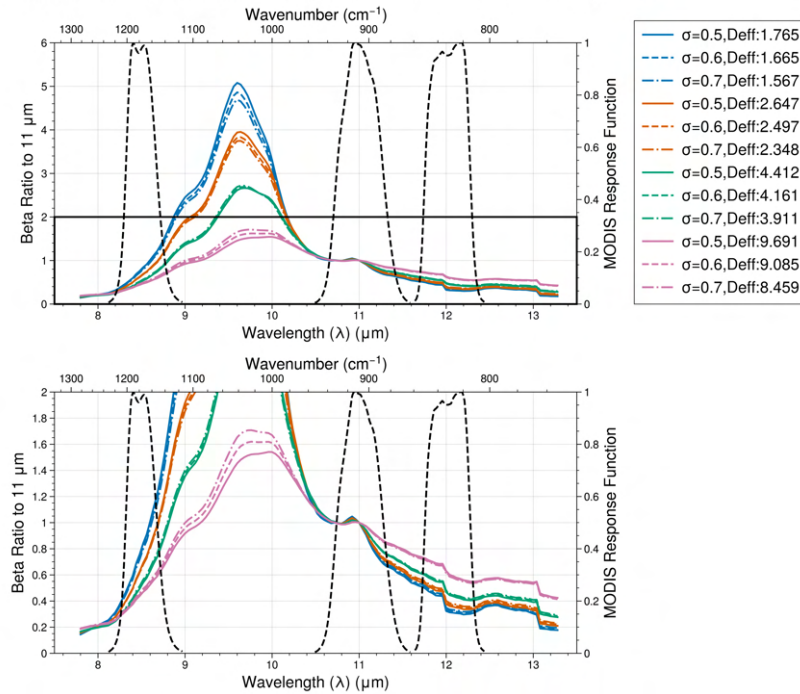 Wavenumber (cm⁻¹)
1300 1200 1100 1000 900 800
6 5 4 3 2 1 0
Beta Ratio to 11 μm
1 0.8 0.6 0.4 0.2 0
MODIS Response Function
8 9 10 11 12 13
Wavelength (λ) (μm)
σ=0.5,Deff:1.765
σ=0.6,Deff:1.665
σ=0.7,Deff:1.567
σ=0.5,Deff:2.647
σ=0.6,Deff:2.497
σ=0.7,Deff:2.348
σ=0.5,Deff:4.412
σ=0.6,Deff:4.161
σ=0.7,Deff:3.911
σ=0.5,Deff:9.691
σ=0.6,Deff:9.085
σ=0.7,Deff:8.459
Wavenumber (cm⁻¹)
1300 1200 1100 1000 900 800
2 1.8 1.6 1.4 1.2 1 0.8 0.6 0.4 0.2 0
Beta Ratio to 11 μm
1 0.8 0.6 0.4 0.2 0
MODIS Response Function
8 9 10 11 12 13
Wavelength (λ) (μm)